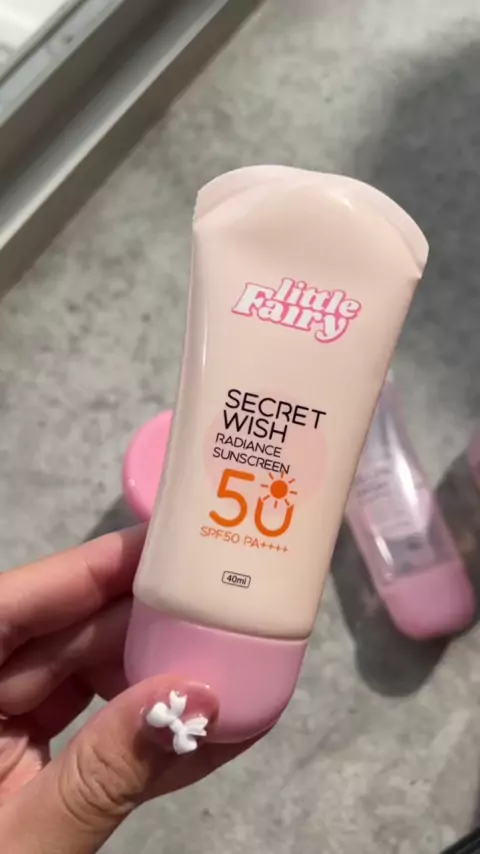 little
Fairy
SECRET
WISH
RADIANCE
SUNSCREEN
50
SPF50 PA++++
40ml